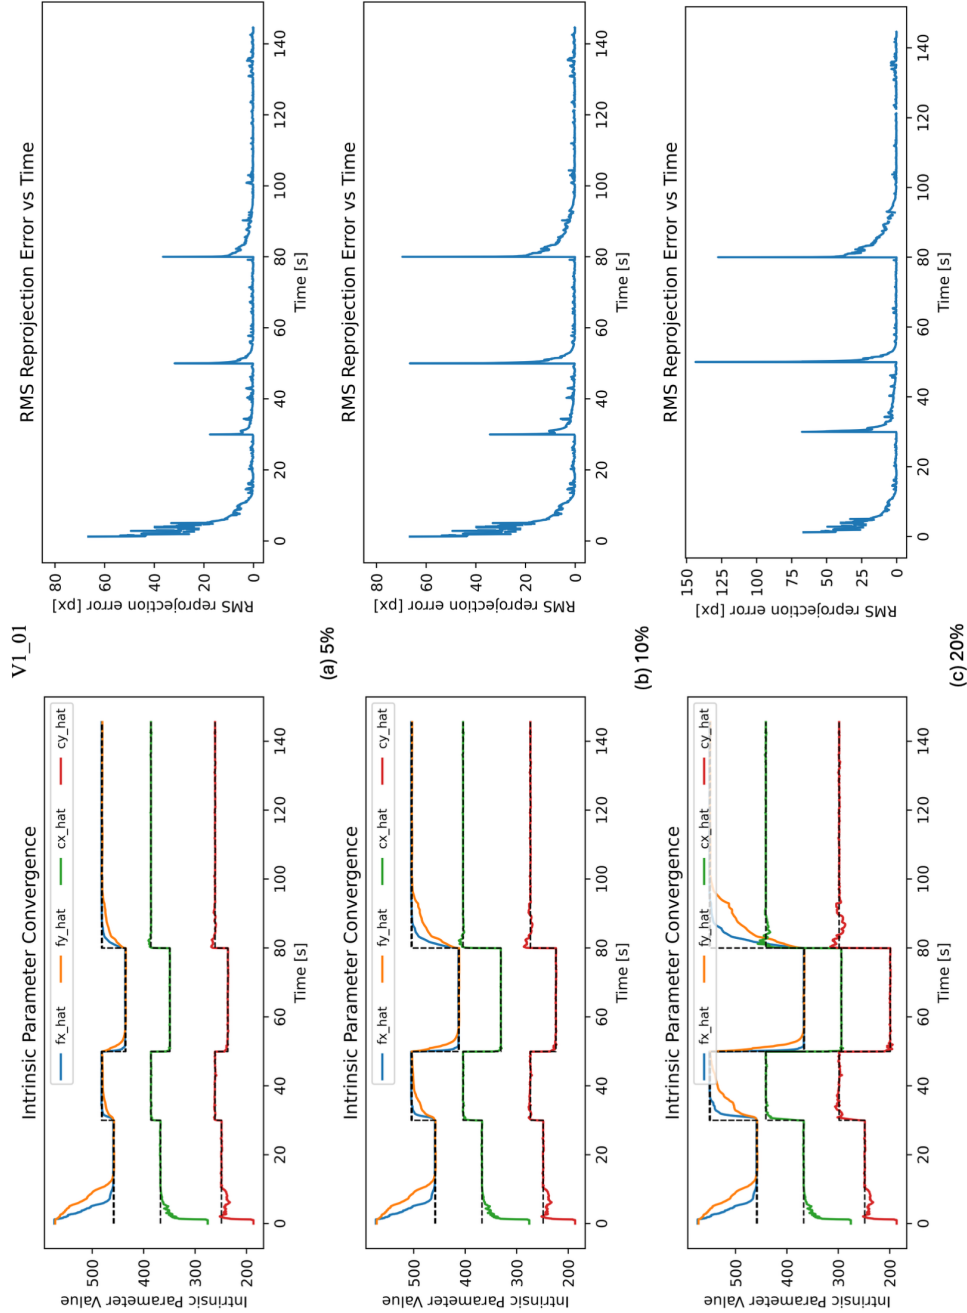 V1_01
Intrinsic Parameter Convergence
fx_hat fy_hat cx_hat cy_hat
Intrinsic Parameter Value
500
400
300
200
0 20 40 60 80 100 120 140
Time [s]
RMS Reprojection Error vs Time
RMS reprojection error [px]
80
60
40
20
0
0 20 40 60 80 100 120 140
Time [s]
(a) 5%
Intrinsic Parameter Convergence
fx_hat fy_hat cx_hat cy_hat
Intrinsic Parameter Value
500
400
300
200
0 20 40 60 80 100 120 140
Time [s]
RMS Reprojection Error vs Time
RMS reprojection error [px]
80
60
40
20
0
0 20 40 60 80 100 120 140
Time [s]
(b) 10%
Intrinsic Parameter Convergence
fx_hat fy_hat cx_hat cy_hat
Intrinsic Parameter Value
500
400
300
200
0 20 40 60 80 100 120 140
Time [s]
RMS Reprojection Error vs Time
RMS reprojection error [px]
150
125
100
75
50
25
0
0 20 40 60 80 100 120 140
Time [s]
(c) 20%